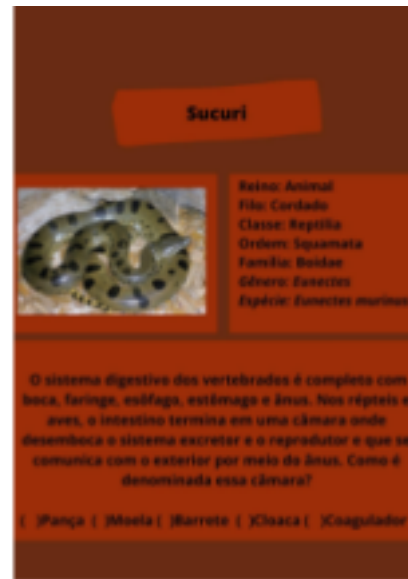 Sucuri
Reino: Animal
Filo: Cordado
Classe: Reptilia
Ordem: Squamata
Família: Boidae
Gênero: Eunectes
Espécie: Eunectes murinus
O sistema digestivo dos vertebrados é completo com
boca, faringe, esôfago, estômago e ânus. Nos répteis e
aves, o intestino termina em uma câmara onde
desemboca o sistema excretor e o reprodutor e que se
comunica com o exterior por meio do ânus. Como é
denominada essa câmara?
( )Pança ( )Moela ( )Barrete ( )Cloaca ( )Coagulador